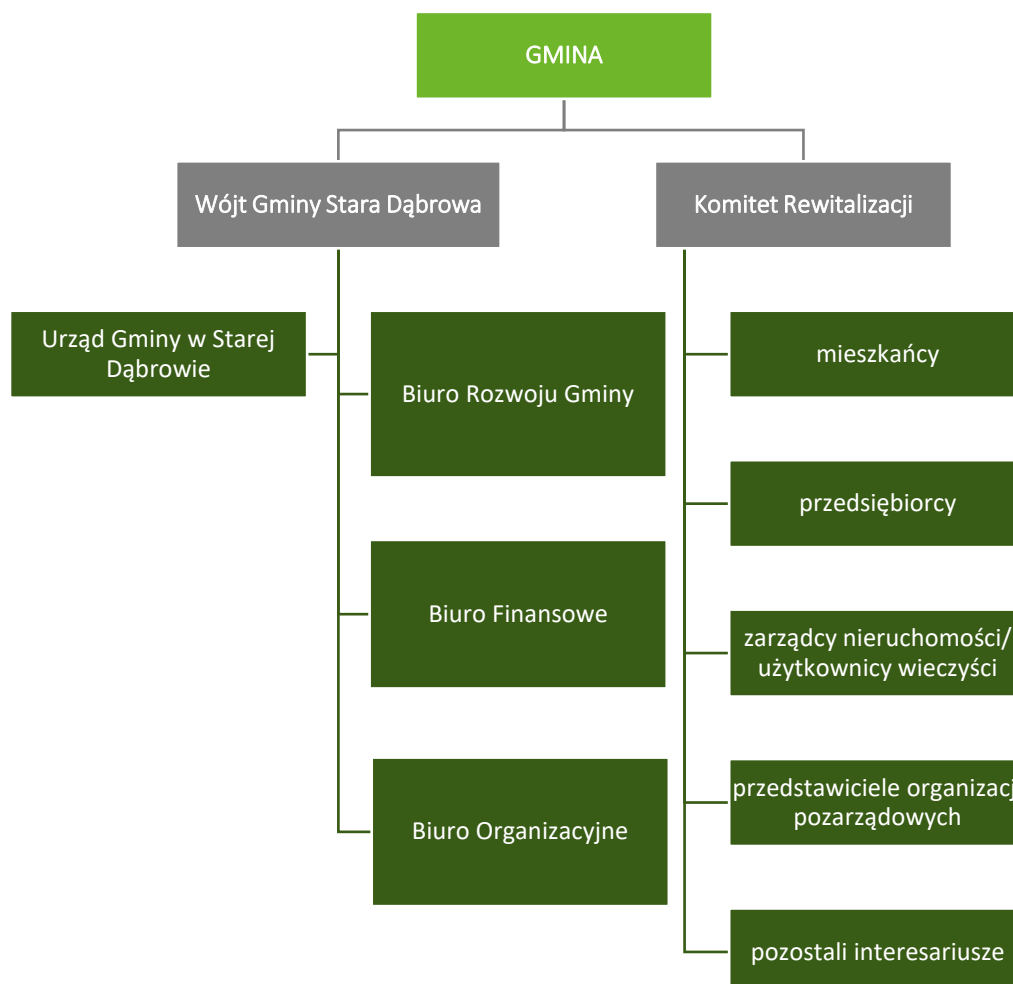 GMINA
Wójt Gminy Stara Dąbrowa
Komitet Rewitalizacji
Urząd Gminy w Starej
Dąbrowie
Biuro Rozwoju Gminy
Biuro Finansowe
Biuro Organizacyjne
mieszkańcy
przedsiębiorcy
zarządcy nieruchomości/
użytkownicy wieczyści
przedstawiciele organizacj
pozarządowych
pozostali interesariusze